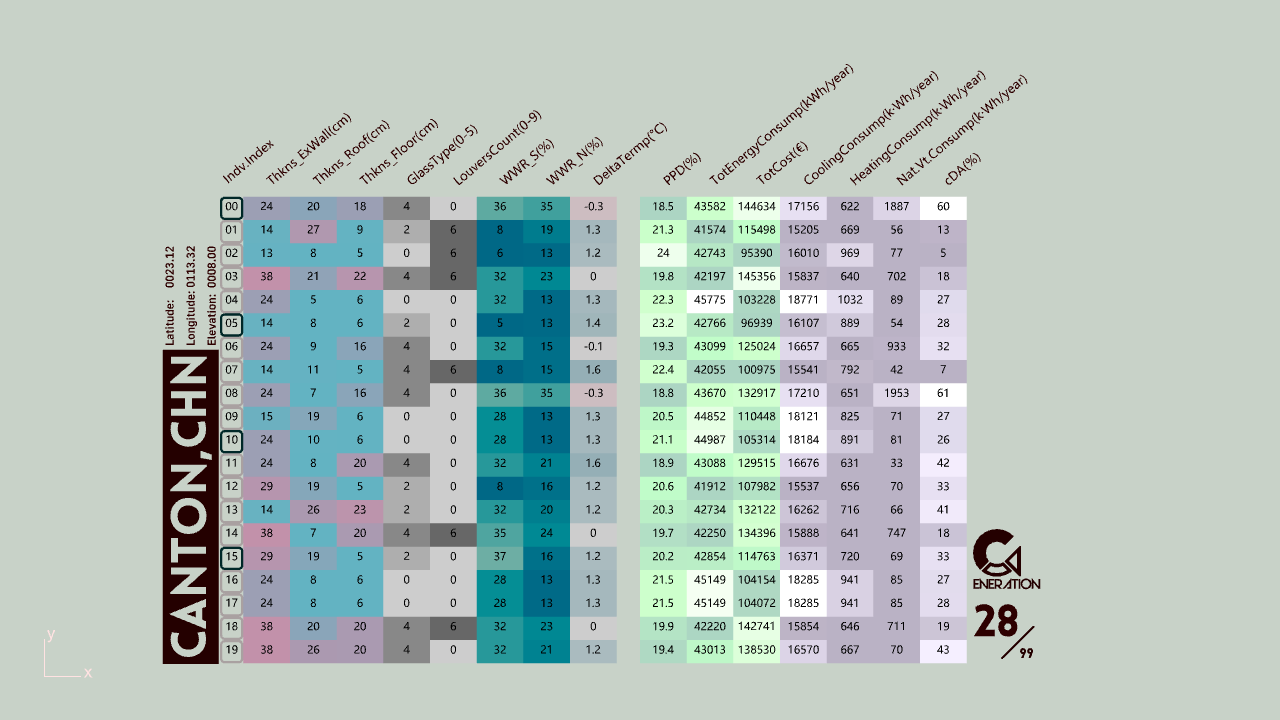 Indv.Index Thkns_ExWall(cm) Thkns_Roof(cm) Thkns_Floor(cm) GlassType(0-5) LouversCount(0-9) WWR_S(%) WWR_N(%) DeltaTermp(°C) PPD(%) TotEnergyConsump(kWh/year) TotCost(€) CoolingConsump(k·Wh/year) HeatingConsump(k·Wh/year) Nat.Vt.Consump(k·Wh/year) cDA(%)
00 24 20 18 4 0 36 35 -0.3 18.5 43582 144634 17156 622 1887 60
01 14 27 9 2 6 8 19 1.3 21.3 41574 115498 15205 669 56 13
02 13 8 5 0 6 6 13 1.2 24 42743 95390 16010 969 77 5
03 38 21 22 4 6 32 23 0 19.8 42197 145356 15837 640 702 18
04 24 5 6 0 0 32 13 1.3 22.3 45775 103228 18771 1032 89 27
05 14 8 6 2 0 5 13 1.4 23.2 42766 96939 16107 889 54 28
06 24 9 16 4 0 32 15 -0.1 19.3 43099 125024 16657 665 933 32
07 14 11 5 4 6 8 15 1.6 22.4 42055 100975 15541 792 42 7
08 24 7 16 4 0 36 35 -0.3 18.8 43670 132917 17210 651 1953 61
09 15 19 6 0 0 28 13 1.3 20.5 44852 110448 18121 825 71 27
10 24 10 6 0 0 28 13 1.3 21.1 44987 105314 18184 891 81 26
11 24 8 20 4 0 32 21 1.6 18.9 43088 129515 16676 631 33 42
12 29 19 5 2 0 8 16 1.2 20.6 41912 107982 15537 656 70 33
13 14 26 23 2 0 32 20 1.2 20.3 42734 132122 16262 716 66 41
14 38 7 20 4 6 35 24 0 19.7 42250 134396 15888 641 747 18
15 29 19 5 2 0 37 16 1.2 20.2 42854 114763 16371 720 69 33
16 24 8 6 0 0 28 13 1.3 21.5 45149 104154 18285 941 85 27
17 24 8 6 0 0 28 13 1.3 21.5 45149 104072 18285 941 85 28
18 38 20 20 4 6 32 23 0 19.9 42220 142741 15854 646 711 19
19 38 26 20 4 0 32 21 1.2 19.4 43013 138530 16570 667 70 43
Latitude: 0023.12
Longitude: 0113.32
Elevation: 0008.00
CANTON,CHN
G
ENERATION
28/99
y
x